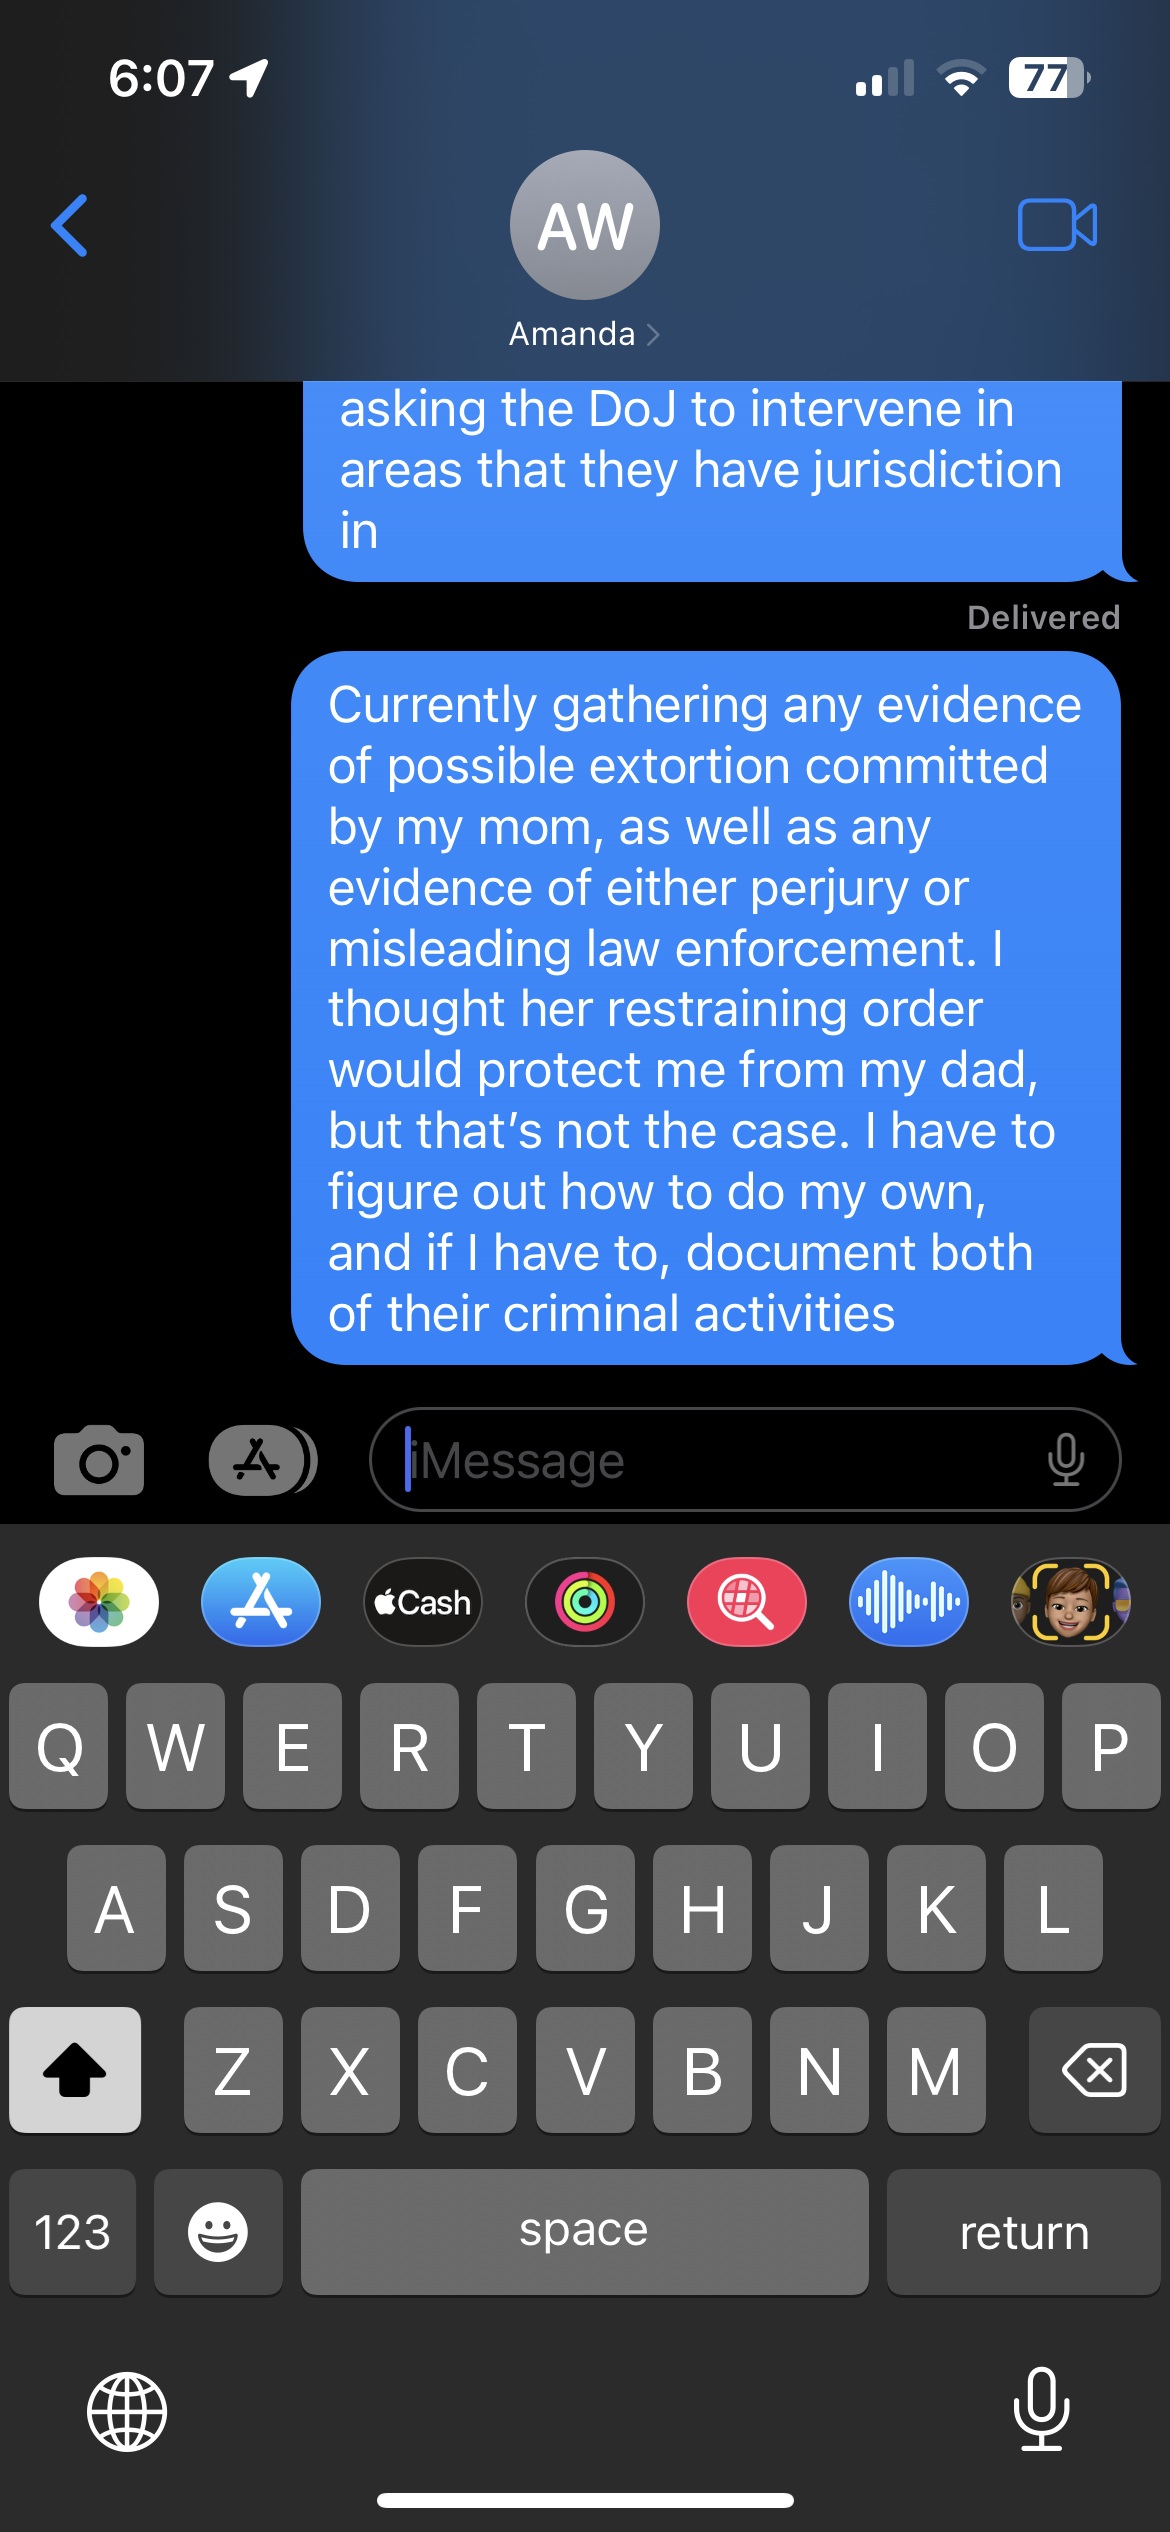 6:07
77
AW
Amanda
asking the DoJ to intervene in
areas that they have jurisdiction
in
Delivered
Currently gathering any evidence
of possible extortion committed
by my mom, as well as any
evidence of either perjury or
misleading law enforcement. I
thought her restraining order
would protect me from my dad,
but that’s not the case. I have to
figure out how to do my own,
and if I have to, document both
of their criminal activities
iMessage
Cash
Q W E R T Y U I O P
A S D F G H J K L
Z X C V B N M
123 space return